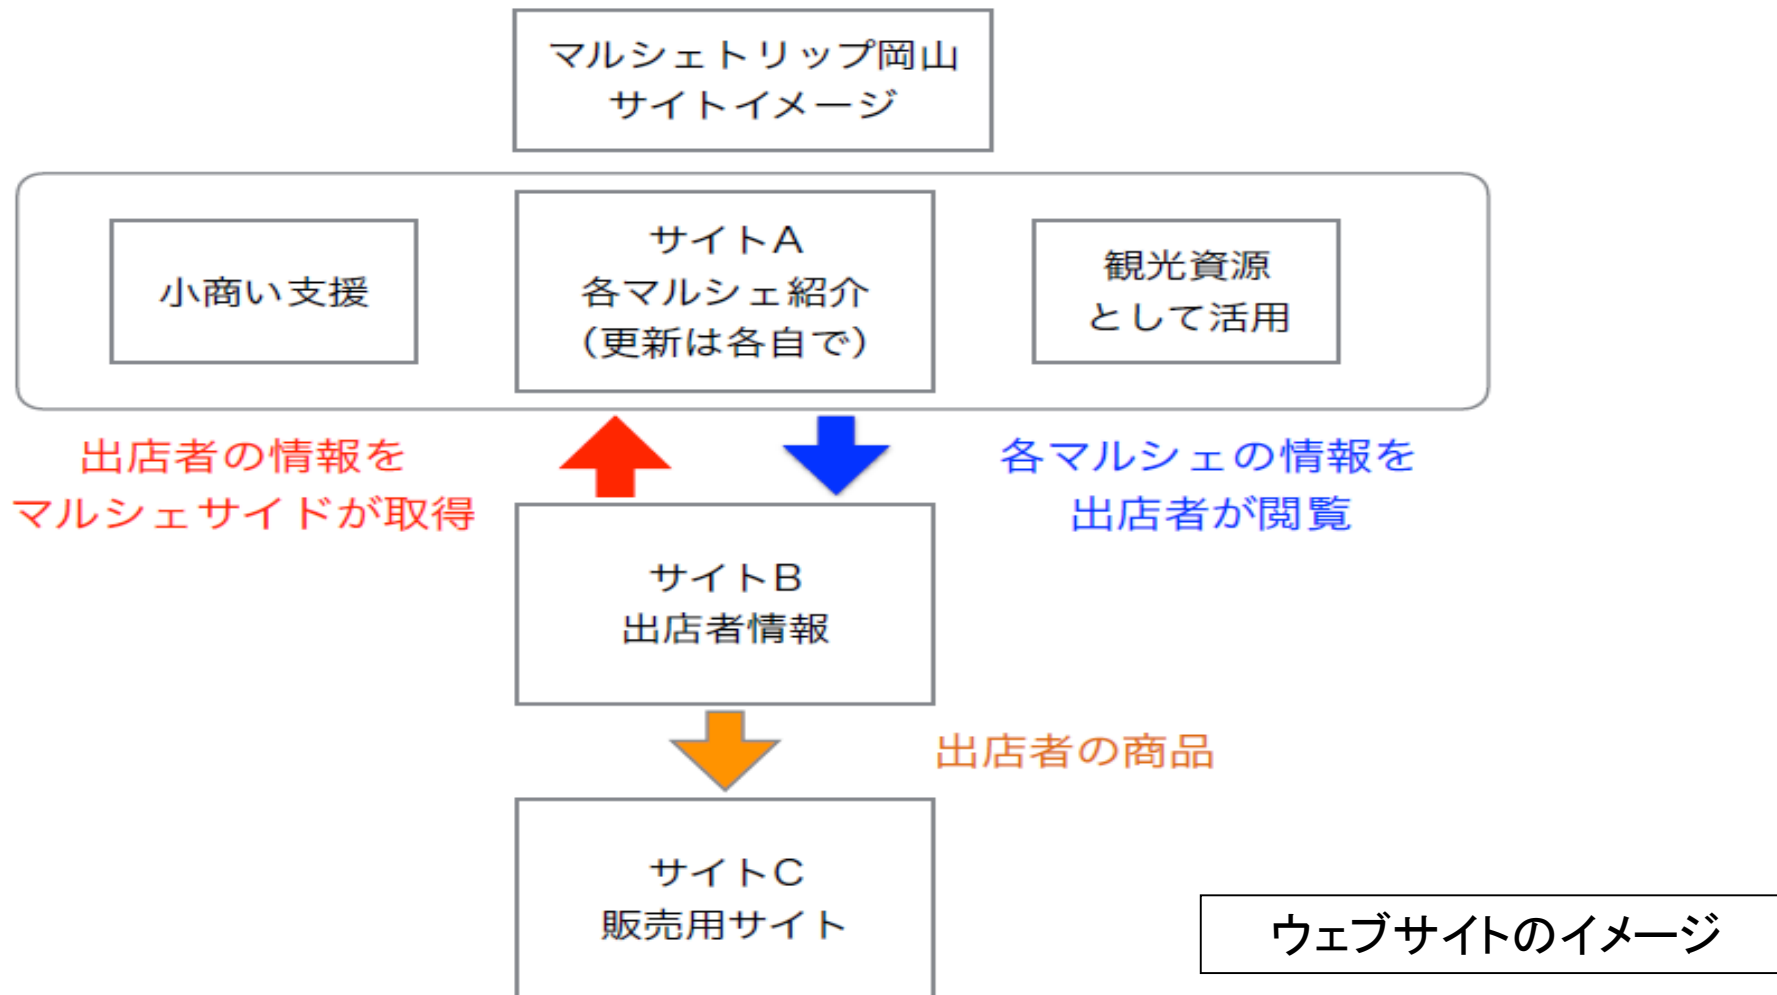 マルシェトリップ岡山
サイトイメージ
小商い支援
サイトA
各マルシェ紹介
（更新は各自で）
観光資源
として活用
出店者の情報を
マルシェサイドが取得
各マルシェの情報を
出店者が閲覧
サイトB
出店者情報
出店者の商品
サイトC
販売用サイト
ウェブサイトのイメージ